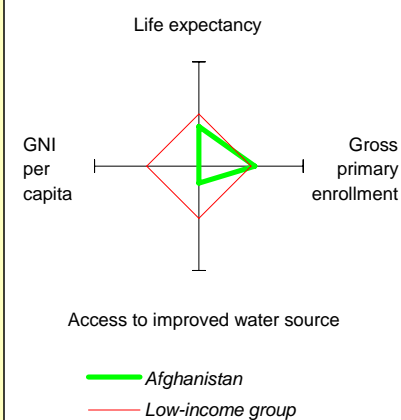 Life expectancy
GNI
per
capita
Gross
primary
enrollment
Access to improved water source
Afghanistan
Low-income group